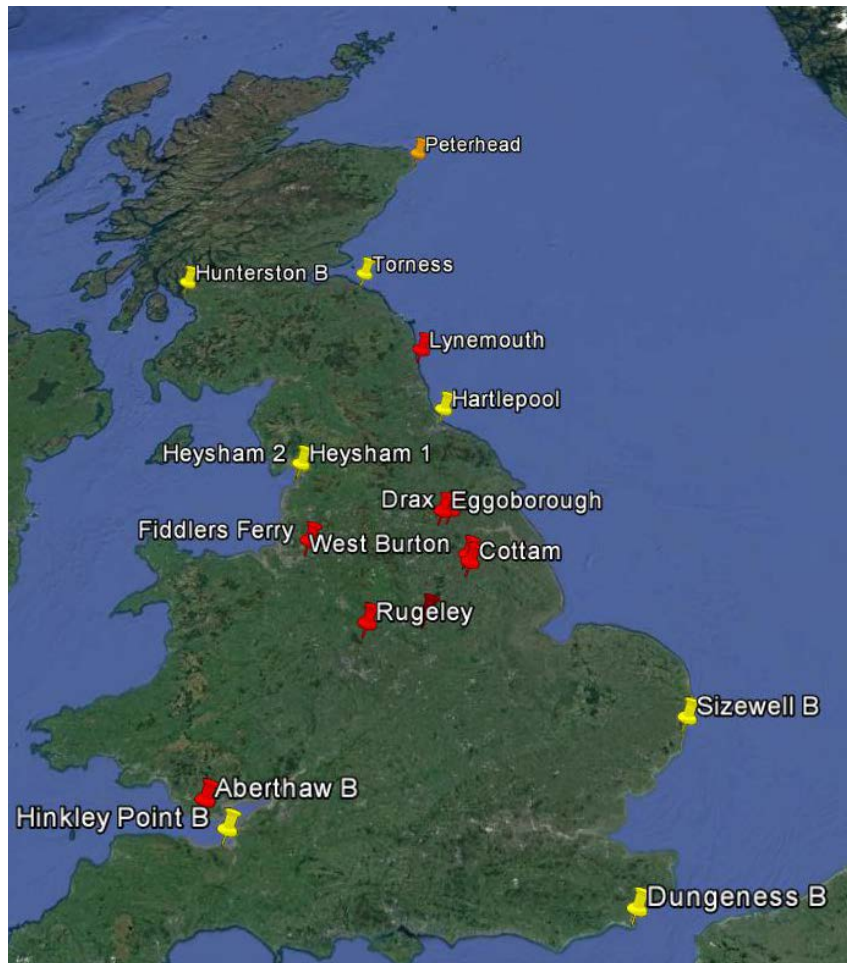 Peterhead
Torness
Hunterston B
Lynemouth
Hartlepool
Heysham 2
Heysham 1
Drax
Eggoborough
Fiddlers Ferry
West Burton
Cottam
Rugeley
Sizewell B
Aberthaw B
Hinkley Point B
Dungeness B